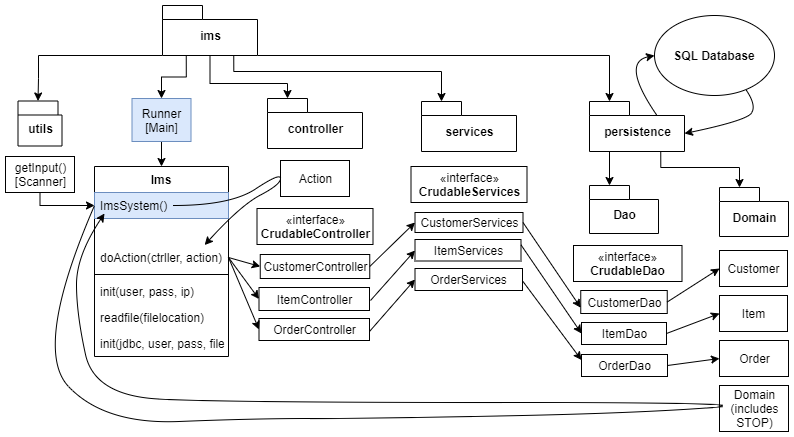 ims
SQL Database
utils
Runner
[Main]
controller
services
persistence
getInput()
[Scanner]
Ims
Action
«interface»
CrudableServices
ImsSystem()
Dao
Domain
«interface»
CrudableController
CustomerServices
doAction(ctrller, action)
ItemServices
«interface»
CrudableDao
CustomerController
Customer
OrderServices
init(user, pass, ip)
ItemController
CustomerDao
readfile(filelocation)
OrderController
ItemDao
Item
init(jdbc, user, pass, file
OrderDao
Order
Domain
(includes
STOP)